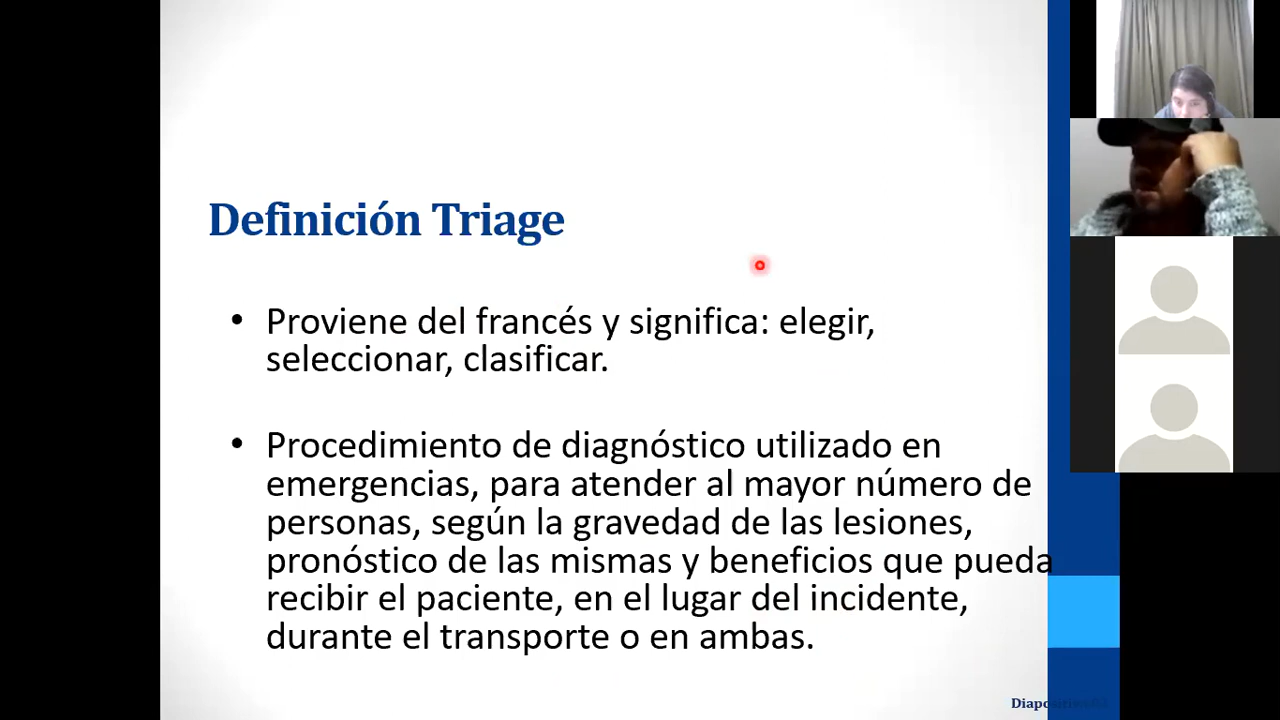 Definición Triage
• Proviene del francés y significa: elegir,
seleccionar, clasificar.
• Procedimiento de diagnóstico utilizado en
emergencias, para atender al mayor número de
personas, según la gravedad de las lesiones,
pronóstico de las mismas y beneficios que pueda
recibir el paciente, en el lugar del incidente,
durante el transporte o en ambas.